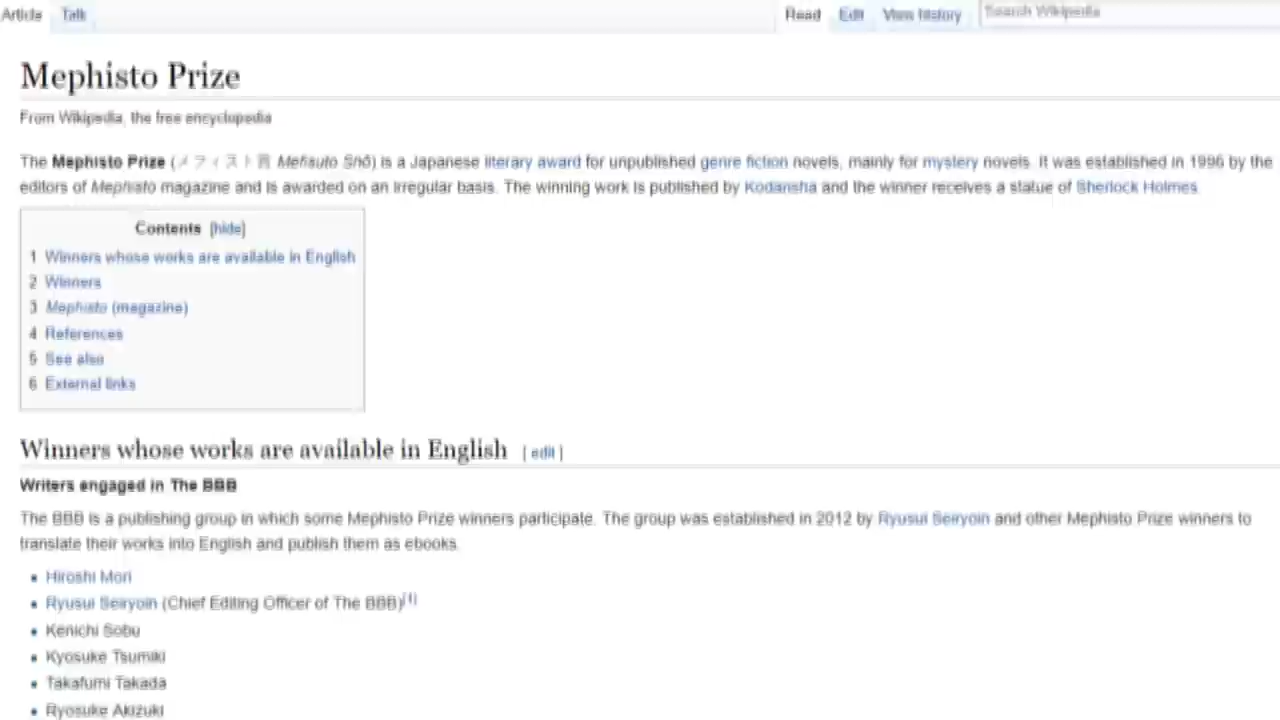 Article Talk Read Edit View history Search Wikipedia
Mephisto Prize
From Wikipedia, the free encyclopedia
The Mephisto Prize (メフィスト賞 Mefisuto Shō) is a Japanese literary award for unpublished genre fiction novels, mainly for mystery novels. It was established in 1996 by the
editors of Mephisto magazine and is awarded on an irregular basis. The winning work is published by Kodansha and the winner receives a statue of Sherlock Holmes.
Contents [hide]
1 Winners whose works are available in English
2 Winners
3 Mephisto (magazine)
4 References
5 See also
6 External links
Winners whose works are available in English [ edit ]
Writers engaged in The BBB
The BBB is a publishing group in which some Mephisto Prize winners participate. The group was established in 2012 by Ryusui Seiryoin and other Mephisto Prize winners to
translate their works into English and publish them as ebooks.
• Hiroshi Mori
• Ryusui Seiryoin (Chief Editing Officer of The BBB)[1]
• Kenichi Sobu
• Kyosuke Tsumiki
• Takafumi Takada
• Ryosuke Akizuki